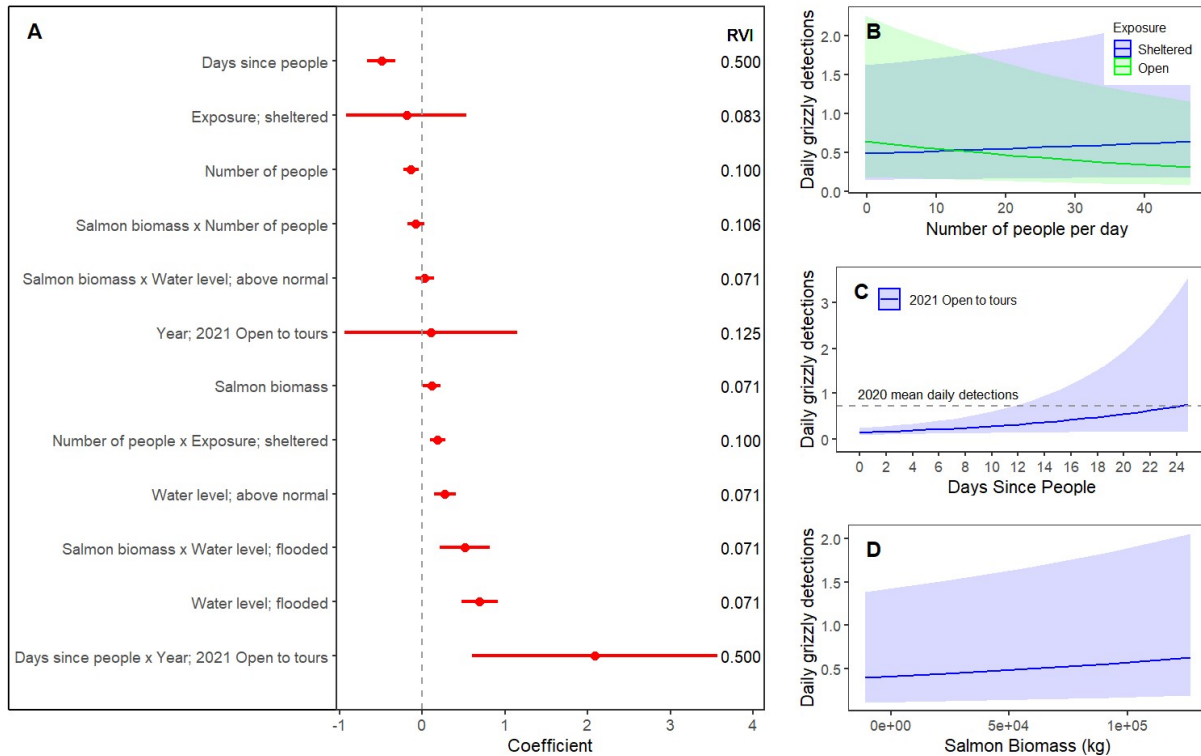 A
RVI
Days since people 0.500
Exposure; sheltered 0.083
Number of people 0.100
Salmon biomass x Number of people 0.106
Salmon biomass x Water level; above normal 0.071
Year; 2021 Open to tours 0.125
Salmon biomass 0.071
Number of people x Exposure; sheltered 0.100
Water level; above normal 0.071
Salmon biomass x Water level; flooded 0.071
Water level; flooded 0.071
Days since people x Year; 2021 Open to tours 0.500
-1 0 1 2 3 4
Coefficient
B
Exposure
Sheltered
Open
Daily grizzly detections
2.0
1.5
1.0
0.5
0.0
0 10 20 30 40
Number of people per day
C
2021 Open to tours
2020 mean daily detections
Daily grizzly detections
3
2
1
0
0 2 4 6 8 10 12 14 16 18 20 22 24
Days Since People
D
Daily grizzly detections
2.0
1.5
1.0
0.5
0e+00 5e+04 1e+05
Salmon Biomass (kg)